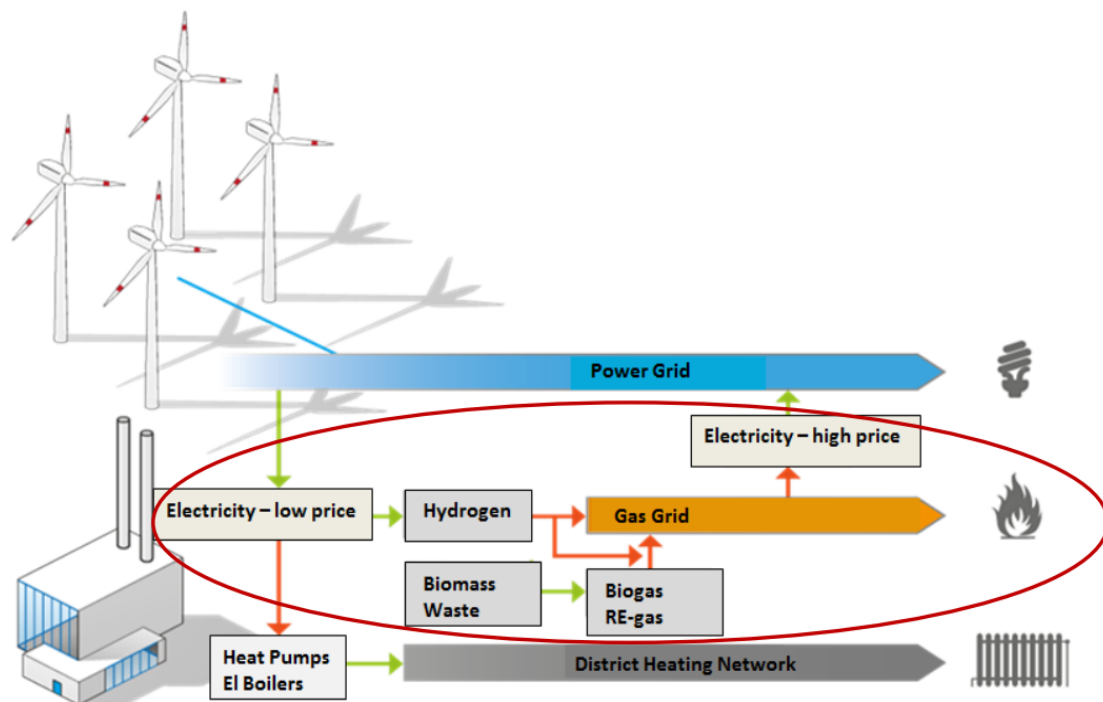 Power Grid
Electricity – high price
Electricity – low price
Hydrogen
Gas Grid
Biomass
Waste
Biogas
RE-gas
Heat Pumps
El Boilers
District Heating Network